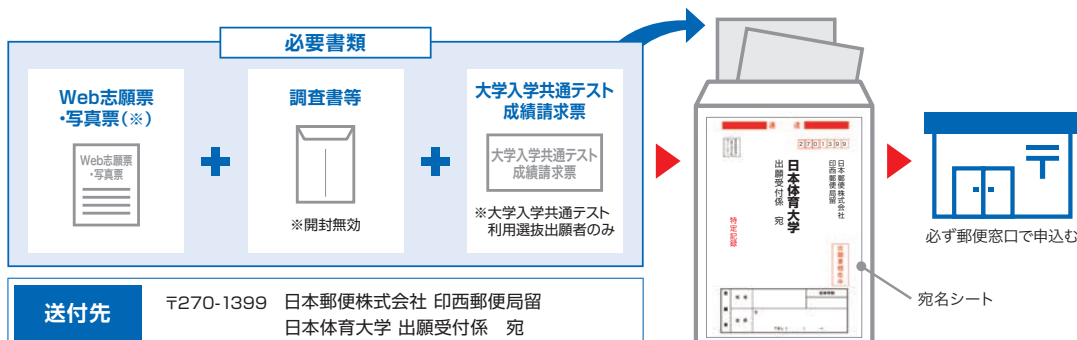 必要書類
Web志願票
・写真票(※)
Web志願票
・写真票
調査書等
※開封無効
大学入学共通テスト
成績請求票
大学入学共通テスト
成績請求票
※大学入学共通テスト
利用選抜出願者のみ
送付先
〒270-1399 日本郵便株式会社 印西郵便局留
日本体育大学 出願受付係 宛
速達
2701399
日本郵便株式会社
印西郵便局留
日本体育大学
出願受付係 宛
特定記録
出願書類在中
宛名シート
〒
必ず郵便窓口で申込む